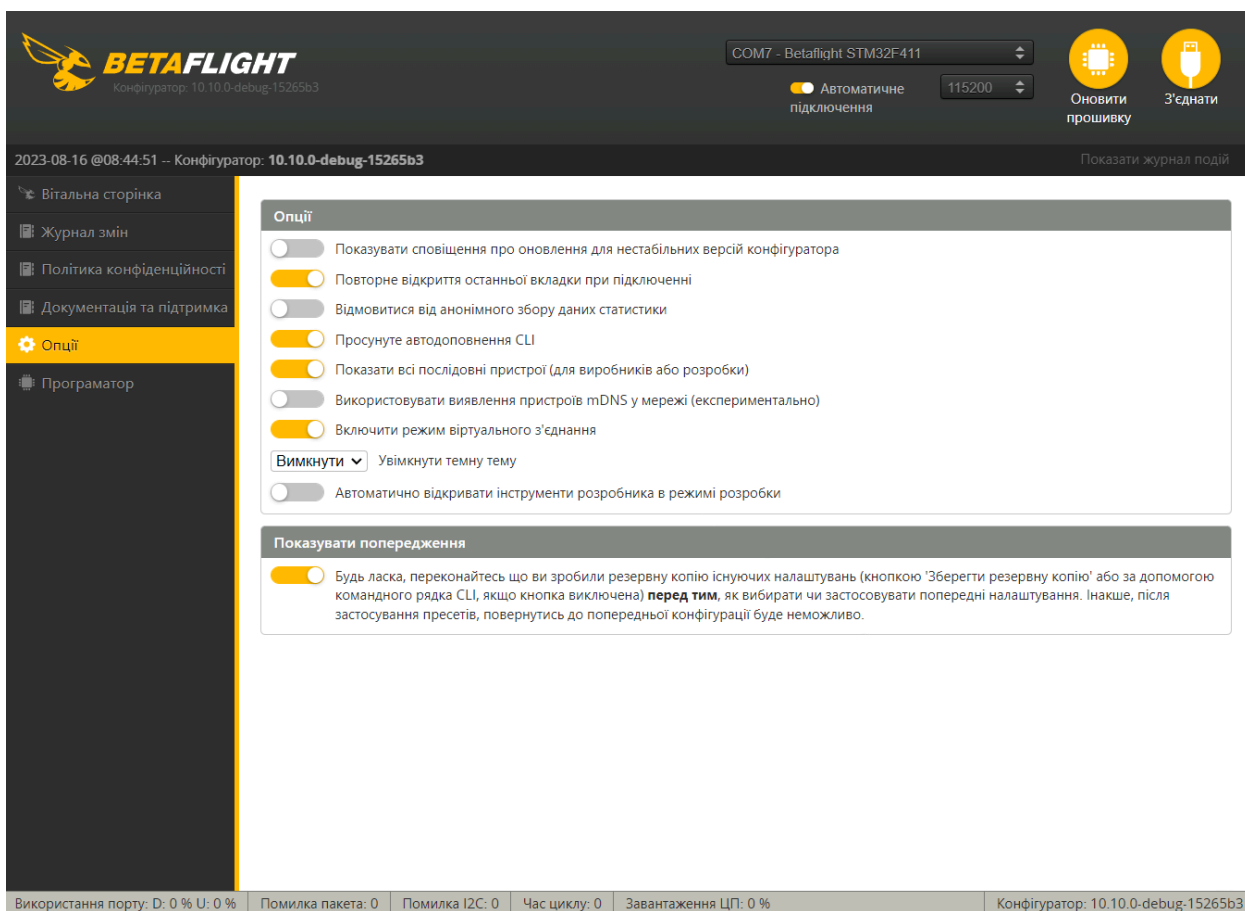 BETAFLIGHT
Конфігуратор: 10.10.0-debug-15265b3
COM7 - Betaflight STM32F411
Автоматичне
підключення
115200
Оновити
прошивку
З'єднати
2023-08-16 @08:44:51 -- Конфігуратор: 10.10.0-debug-15265b3
Показати журнал подій
Вітальна сторінка
Журнал змін
Політика конфіденційності
Документація та підтримка
Опції
Програматор
Опції
Показувати сповіщення про оновлення для нестабільних версій конфігуратора
Повторне відкриття останньої вкладки при підключенні
Відмовитися від анонімного збору даних статистики
Просунуте автодоповнення CLI
Показати всі послідовні пристрої (для виробників або розробки)
Використовувати виявлення пристроїв mDNS у мережі (експериментально)
Включити режим віртуального з'єднання
Вимкнути Увімкнути темну тему
Автоматично відкривати інструменти розробника в режимі розробки
Показувати попередження
Будь ласка, переконайтесь що ви зробили резервну копію існуючих налаштувань (кнопкою 'Зберегти резервну копію' або за допомогою
командного рядка CLI, якщо кнопка виключена) перед тим, як вибирати чи застосовувати попередні налаштування. Інакше, після
застосування пресетів, повернутись до попередньої конфігурації буде неможливо.
Використання порту: D: 0 % U: 0 % Помилка пакета: 0 Помилка I2C: 0 Час циклу: 0 Завантаження ЦП: 0 % Конфігуратор: 10.10.0-debug-15265b3